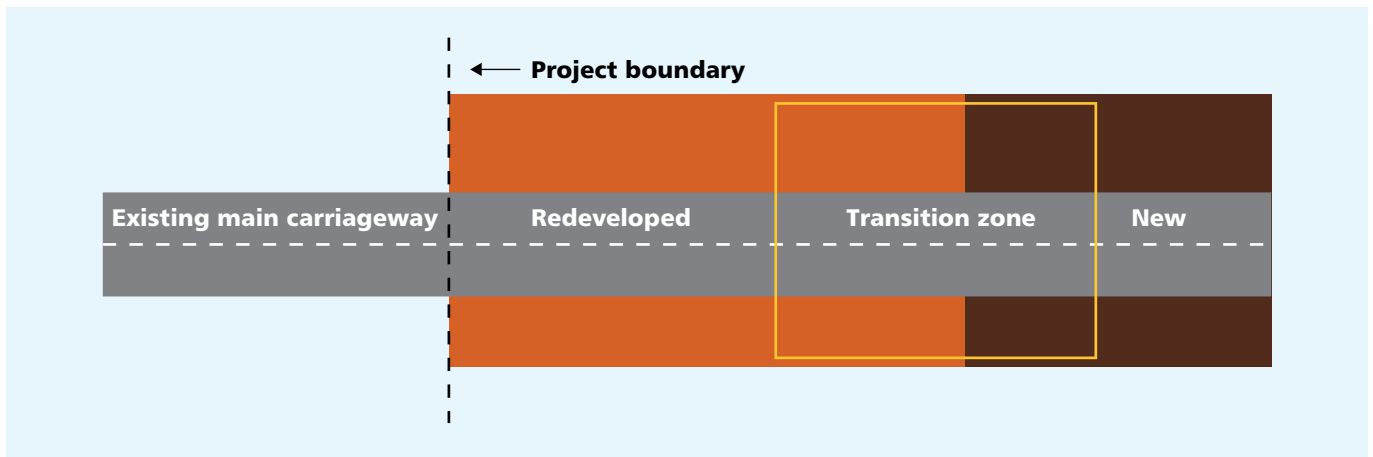 Project boundary
Existing main carriageway
Redeveloped
Transition zone
New